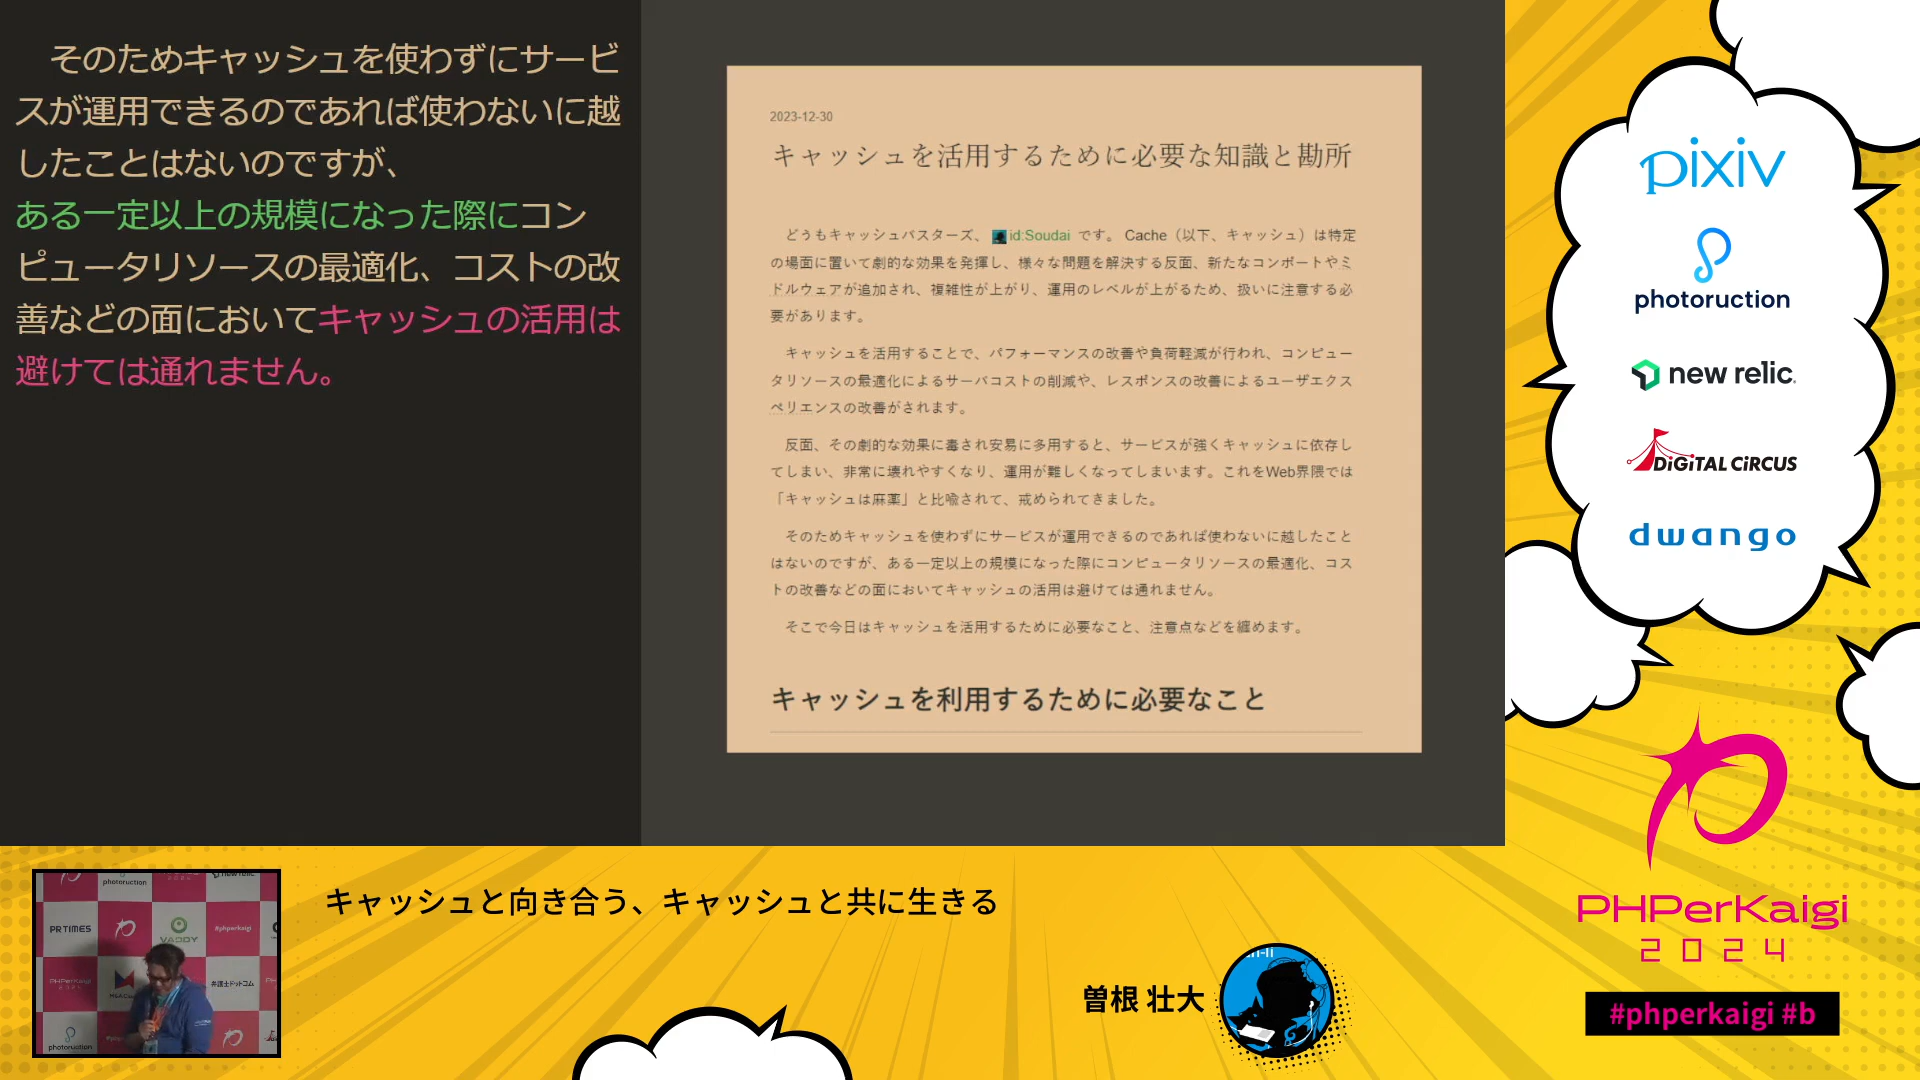 そのためキャッシュを使わずにサービ
スが運用できるのであれば使わないに越
したことはないのですが、
ある一定以上の規模になった際にコン
ピュータリソースの最適化、コストの改
善などの面においてキャッシュの活用は
避けては通れません。
2023-12-30
キャッシュを活用するために必要な知識と勘所
どうもキャッシュバスターズ、 id:Soudai です。 Cache（以下、キャッシュ）は特定
の場面に置いて劇的な効果を発揮し、様々な問題を解決する反面、新たなコンポートやミ
ドルウェアが追加され、複雑性が上がり、運用のレベルが上がるため、扱いに注意する必
要があります。
キャッシュを活用することで、パフォーマンスの改善や負荷軽減が行われ、コンピュー
タリソースの最適化によるサーバコストの削減や、レスポンスの改善によるユーザエクス
ペリエンスの改善がされます。
反面、その劇的な効果に毒され安易に多用すると、サービスが強くキャッシュに依存し
てしまい、非常に壊れやすくなり、運用が難しくなってしまいます。これをWeb界隈では
「キャッシュは麻薬」と比喩されて、戒められてきました。
そのためキャッシュを使わずにサービスが運用できるのであれば使わないに越したこと
はないのですが、ある一定以上の規模になった際にコンピュータリソースの最適化、コス
トの改善などの面においてキャッシュの活用は避けては通れません。
そこで今日はキャッシュを活用するために必要なこと、注意点などを纏めます。
キャッシュを利用するために必要なこと
pixiv
photoruction
new relic.
DiGiTAL CiRCUS
dwango
PHPerKaigi
2024
#phperkaigi #b
キャッシュと向き合う、キャッシュと共に生きる
曽根 壮大
photoruction
new relic
PR TIMES
VADDY
#phperkaigi
PHPerKaigi
弁護士ドットコム
photoruction